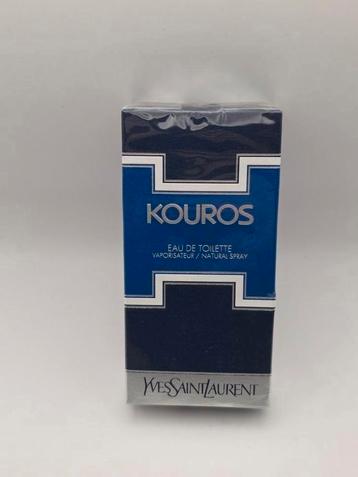 KOUROS
EAU DE TOILETTE
VAPORISATEUR / NATURAL SPRAY
YVESSAINTLAURENT